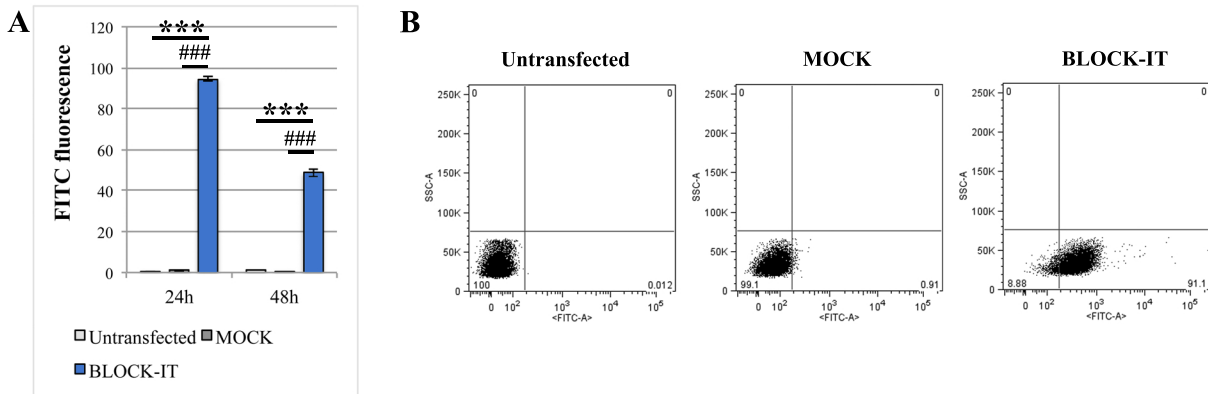 A
120
100
80
60
40
20
0
FITC fluorescence
***
###
***
###
24h
48h
Untransfected
MOCK
BLOCK-IT
B
Untransfected
MOCK
BLOCK-IT
250K
200K
150K
100K
50K
0
SSC-A
0
0
100
0.012
0 10² 10³ 10⁴ 10⁵
<FITC-A>
250K
200K
150K
100K
50K
0
SSC-A
0
0
99.1
0.91
0 10² 10³ 10⁴ 10⁵
<FITC-A>
250K
200K
150K
100K
50K
0
SSC-A
0
0
8.88
91.1
0 10² 10³ 10⁴ 10⁵
<FITC-A>